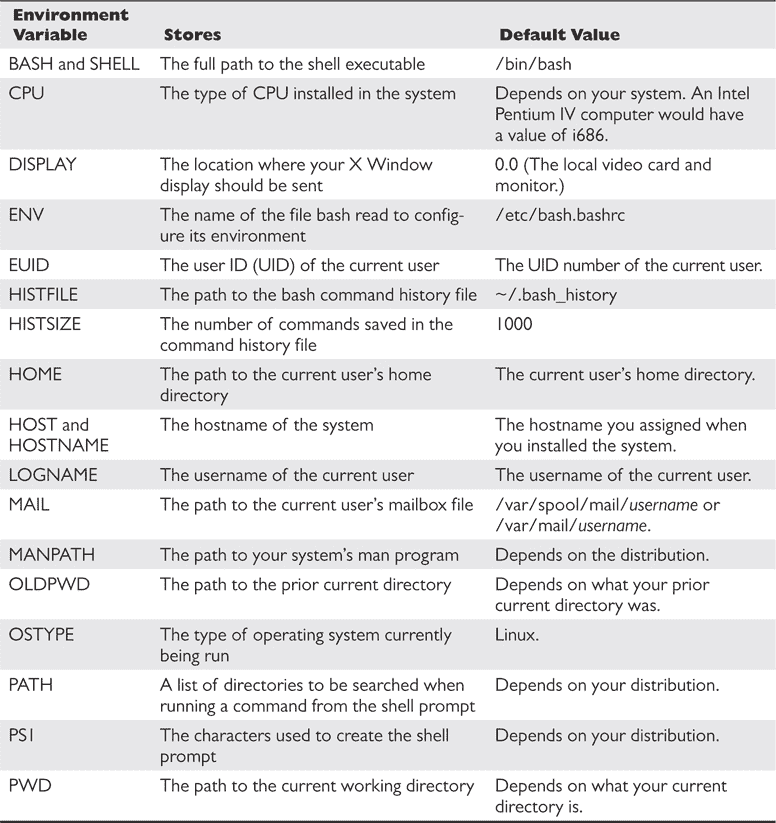 Environment
Variable Stores Default Value
BASH and SHELL The full path to the shell executable /bin/bash
CPU The type of CPU installed in the system Depends on your system. An Intel
Pentium IV computer would have
a value of i686.
DISPLAY The location where your X Window 0.0 (The local video card and
display should be sent monitor.)
ENV The name of the file bash read to config- /etc/bash.bashrc
ure its environment
EUID The user ID (UID) of the current user The UID number of the current user.
HISTFILE The path to the bash command history file ~/.bash_history
HISTSIZE The number of commands saved in the 1000
command history file
HOME The path to the current user’s home The current user’s home directory.
directory
HOST and The hostname of the system The hostname you assigned when
HOSTNAME you installed the system.
LOGNAME The username of the current user The username of the current user.
MAIL The path to the current user’s mailbox file /var/spool/mail/username or
/var/mail/username.
MANPATH The path to your system’s man program Depends on the distribution.
OLDPWD The path to the prior current directory Depends on what your prior
current directory was.
OSTYPE The type of operating system currently Linux.
being run
PATH A list of directories to be searched when Depends on your distribution.
running a command from the shell prompt
PS1 The characters used to create the shell Depends on your distribution.
prompt
PWD The path to the current working directory Depends on what your current
directory is.